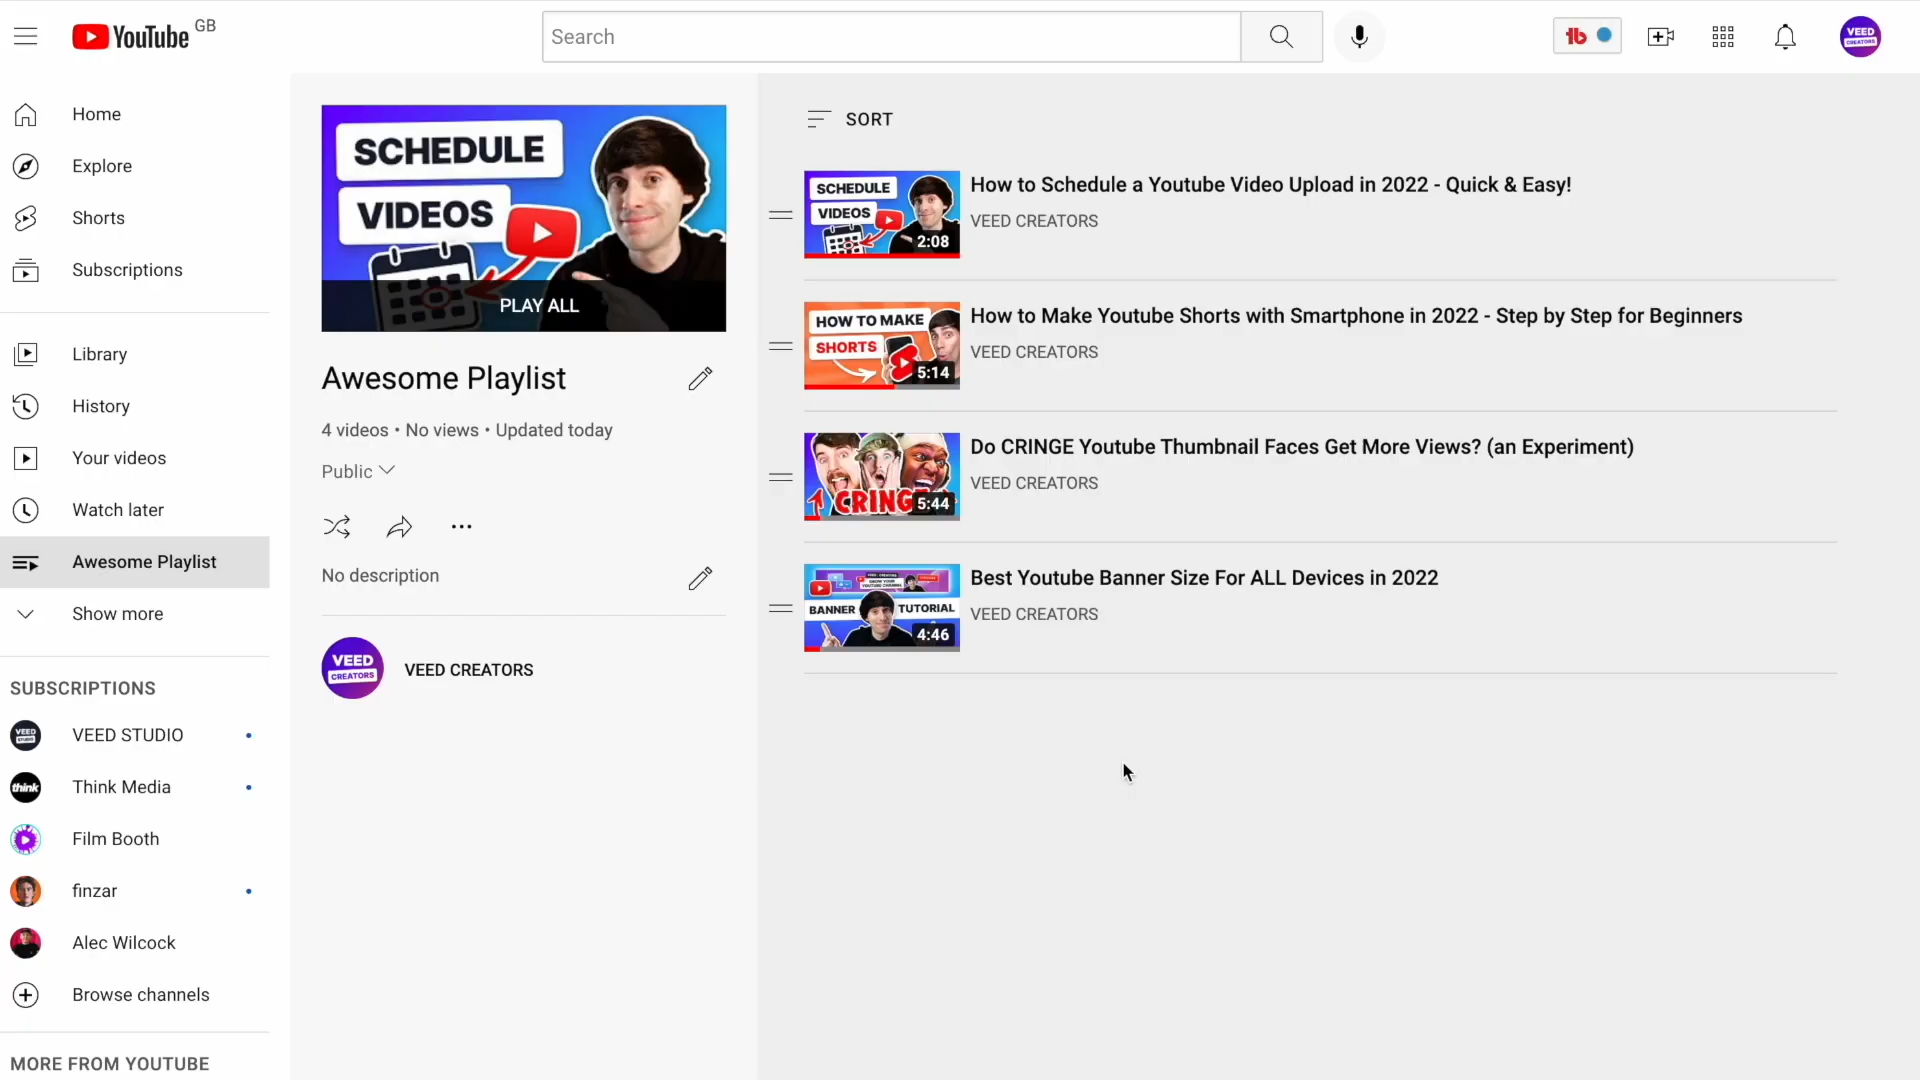 YouTube GB
Search
VEED CREATORS
Home
Explore
Shorts
Subscriptions
Library
History
Your videos
Watch later
Awesome Playlist
Show more
SUBSCRIPTIONS
VEED STUDIO
think
Think Media
Film Booth
finzar
Alec Wilcock
Browse channels
MORE FROM YOUTUBE
SCHEDULE
VIDEOS
PLAY ALL
Awesome Playlist
4 videos • No views • Updated today
Public
No description
VEED CREATORS
VEED CREATORS
SORT
SCHEDULE
VIDEOS
2:08
How to Schedule a Youtube Video Upload in 2022 - Quick & Easy!
VEED CREATORS
HOW TO MAKE
SHORTS
5:14
How to Make Youtube Shorts with Smartphone in 2022 - Step by Step for Beginners
VEED CREATORS
CRINGE
5:44
Do CRINGE Youtube Thumbnail Faces Get More Views? (an Experiment)
VEED CREATORS
BANNER TUTORIAL
4:46
Best Youtube Banner Size For ALL Devices in 2022
VEED CREATORS